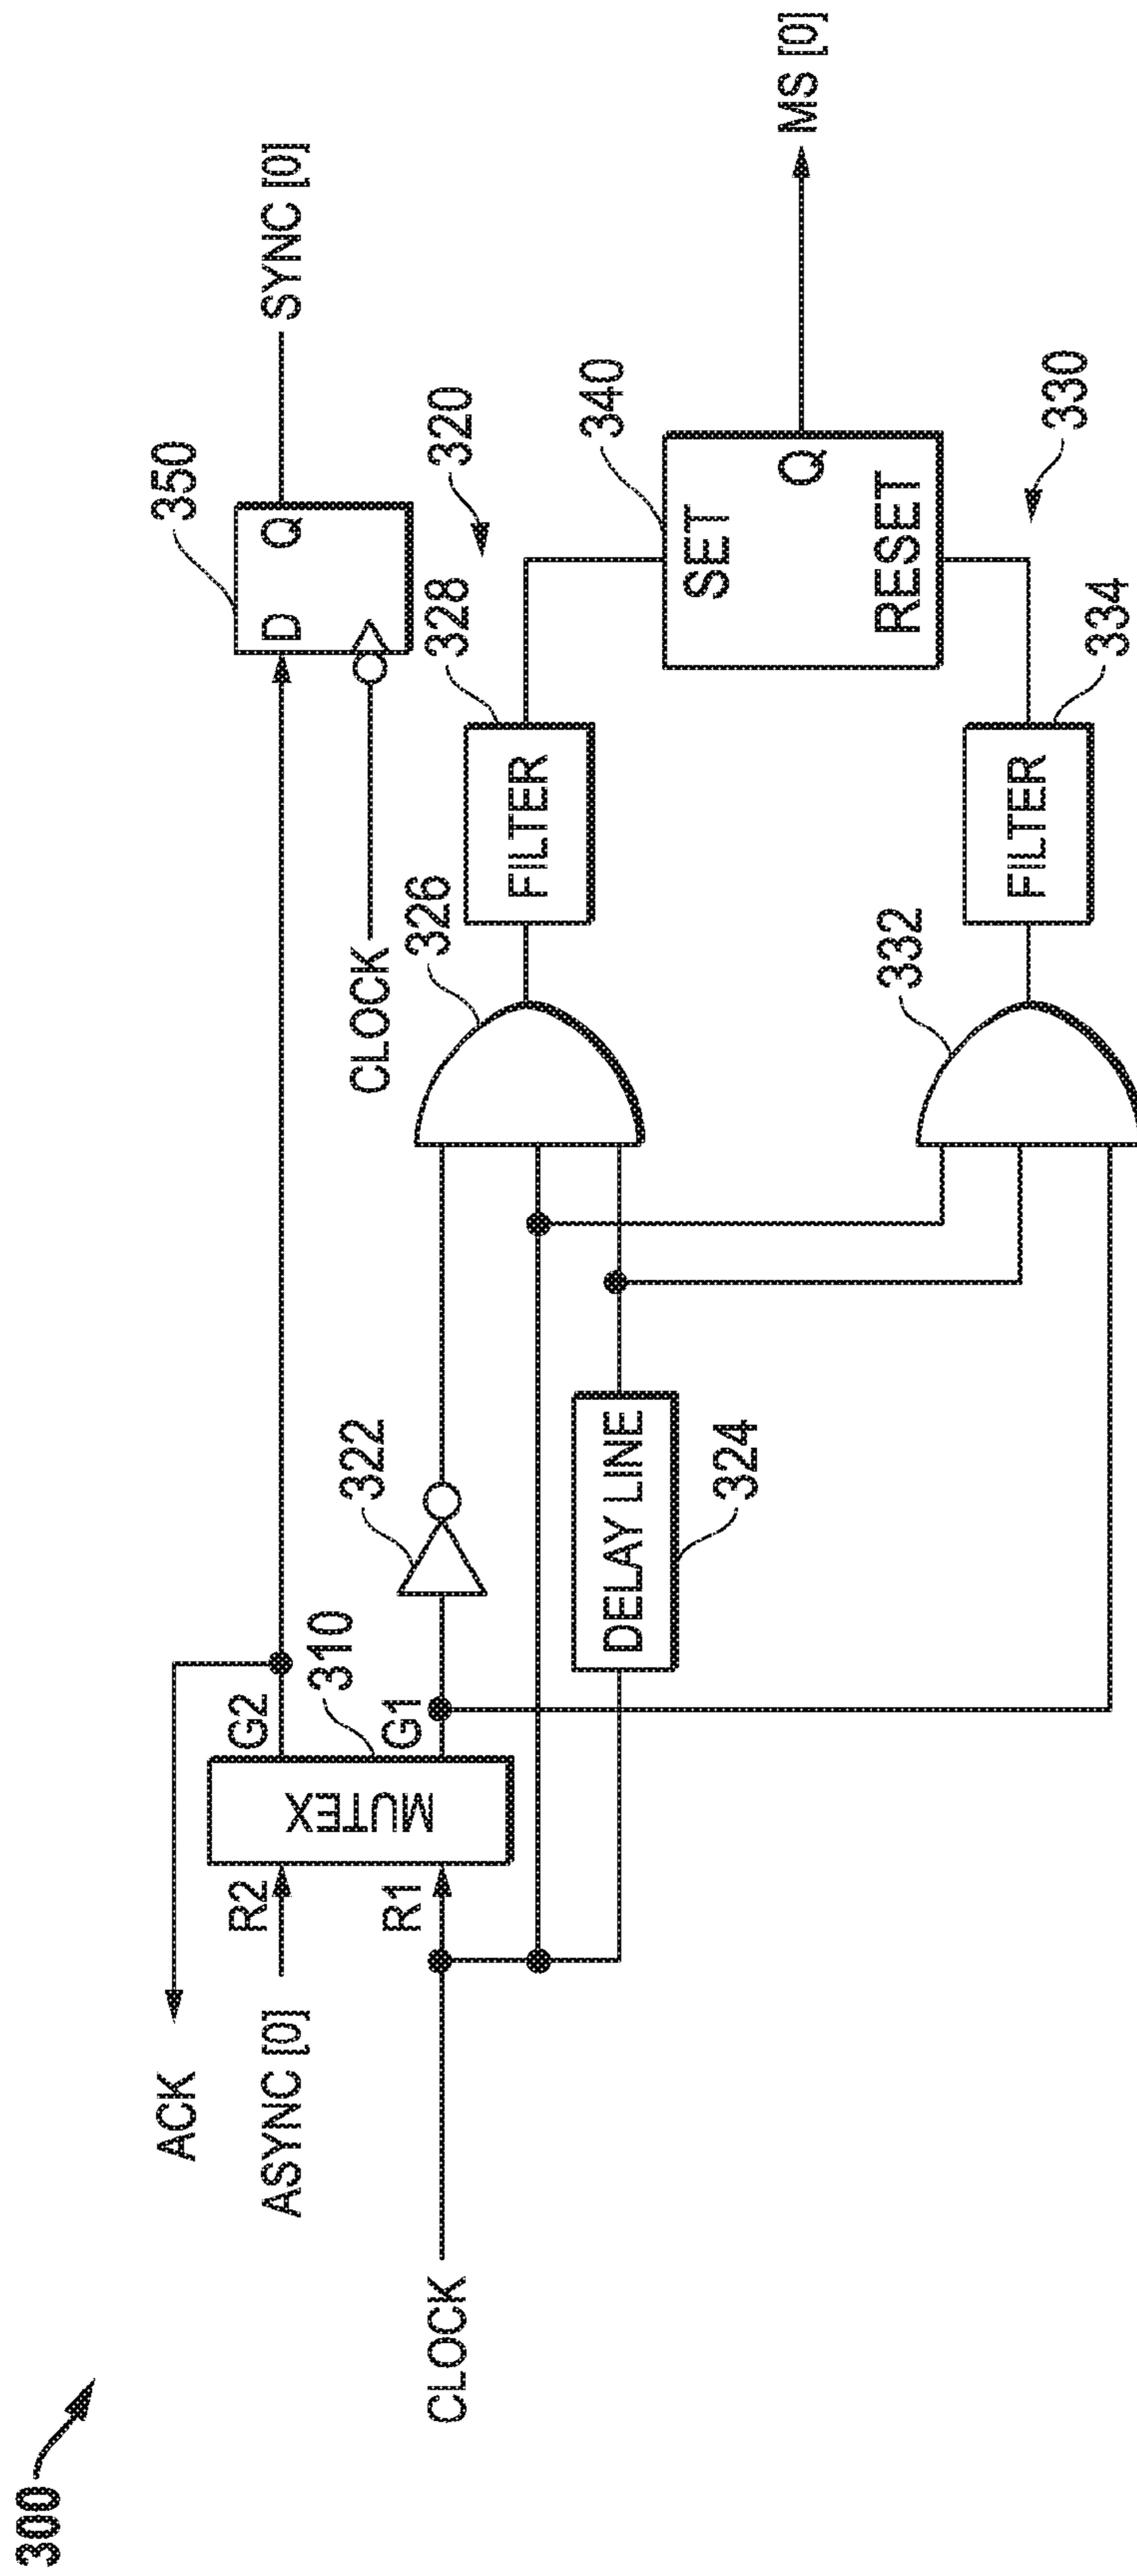 300
ACK
ASYNC [0]
CLOCK
R2
R1
MUTEX
G2
G1
310
322
DELAY LINE
324
326
332
CLOCK
350
D
Q
SYNC [0]
FILTER
328
320
FILTER
334
330
340
SET
Q
RESET
MS [0]